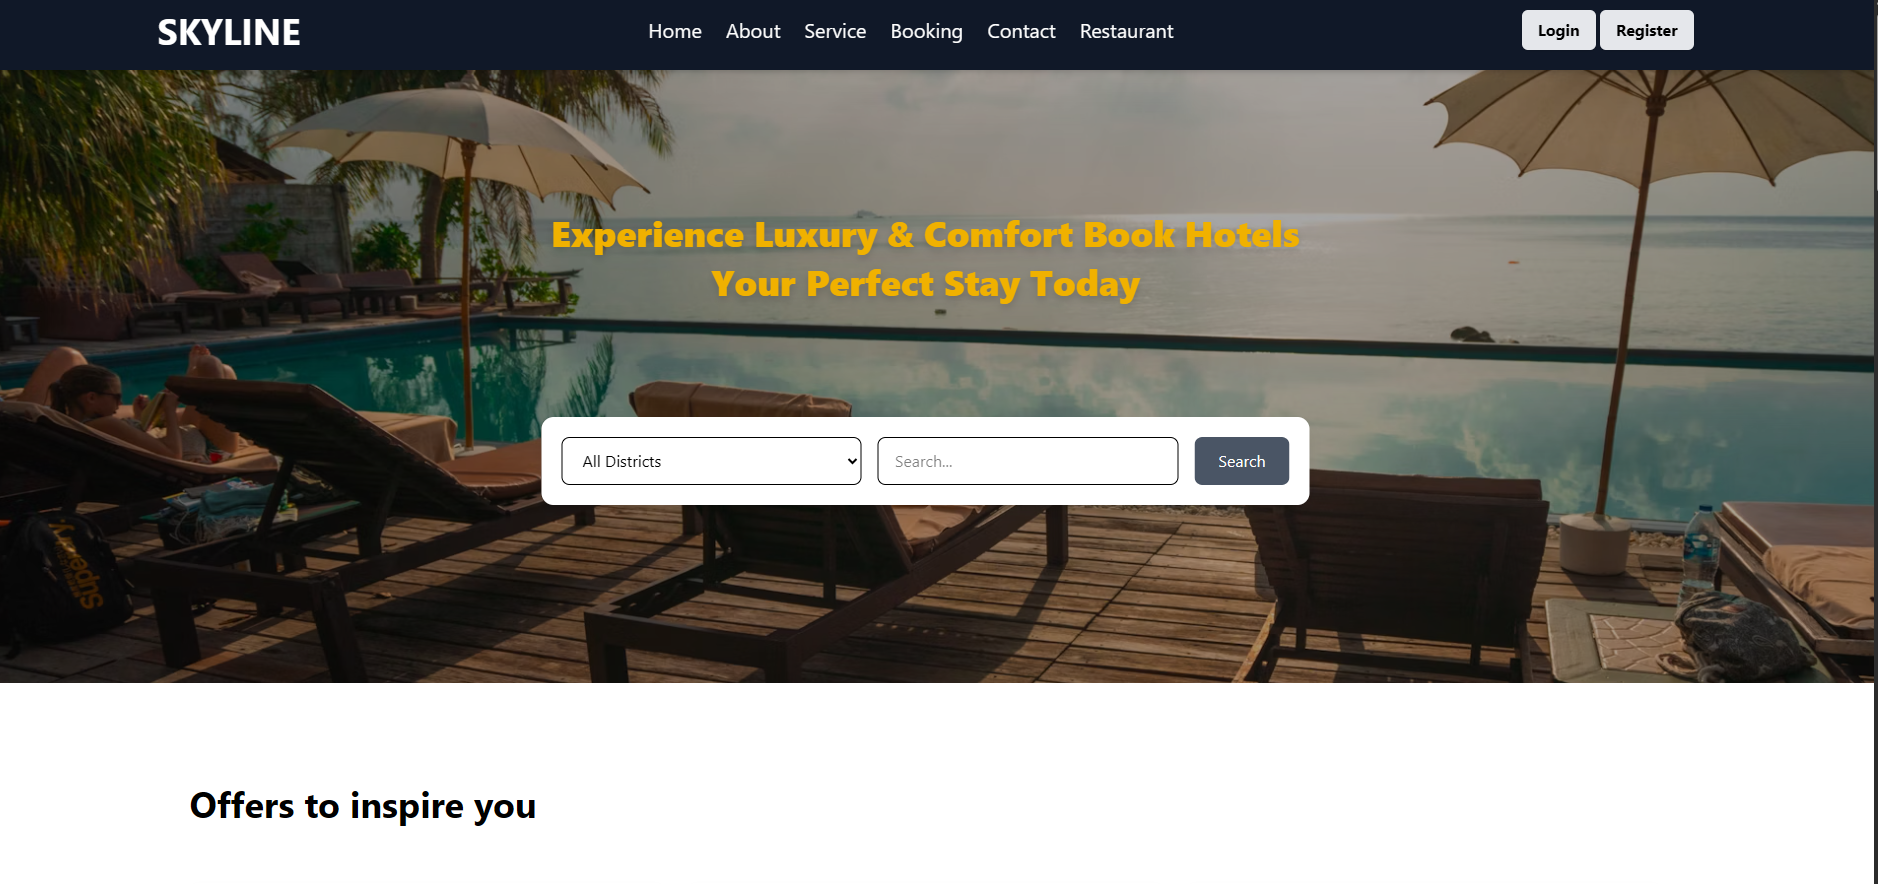 SKYLINE
Home About Service Booking Contact Restaurant
Login Register
Experience Luxury & Comfort Book Hotels
Your Perfect Stay Today
All Districts
Search...
Search
Superdry
Offers to inspire you